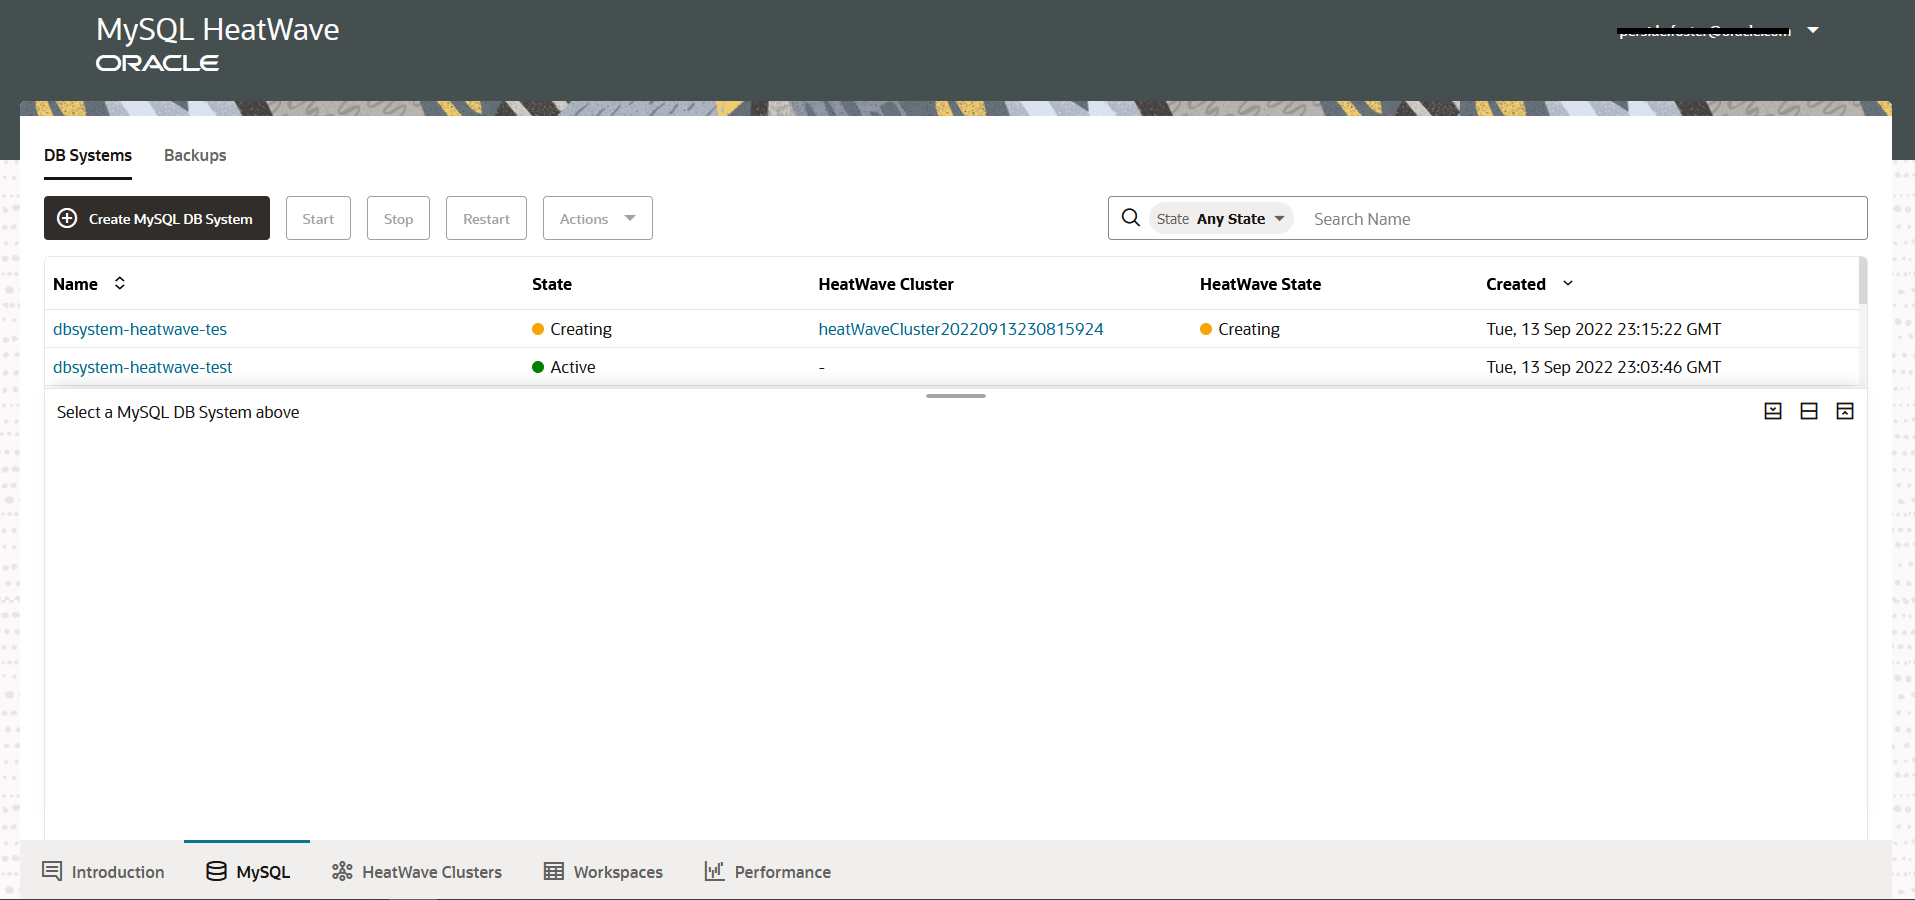 MySQL HeatWave
ORACLE
DB Systems Backups
Create MySQL DB System Start Stop Restart Actions State Any State Search Name
Name State HeatWave Cluster HeatWave State Created
dbsystem-heatwave-tes Creating heatWaveCluster20220913230815924 Creating Tue, 13 Sep 2022 23:15:22 GMT
dbsystem-heatwave-test Active - Tue, 13 Sep 2022 23:03:46 GMT
Select a MySQL DB System above
Introduction MySQL HeatWave Clusters Workspaces Performance